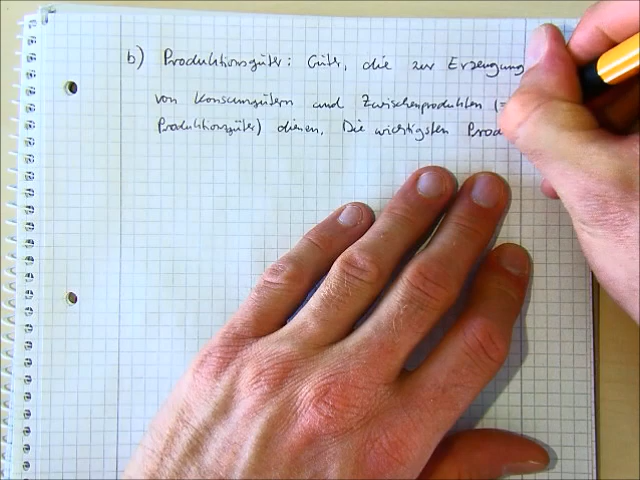 b) Produktionsgüter: Güter, die zur Erzeugung
von Konsumgütern und Zwischenprodukten (=
Produktionsgüter) dienen. Die wichtigsten Prod